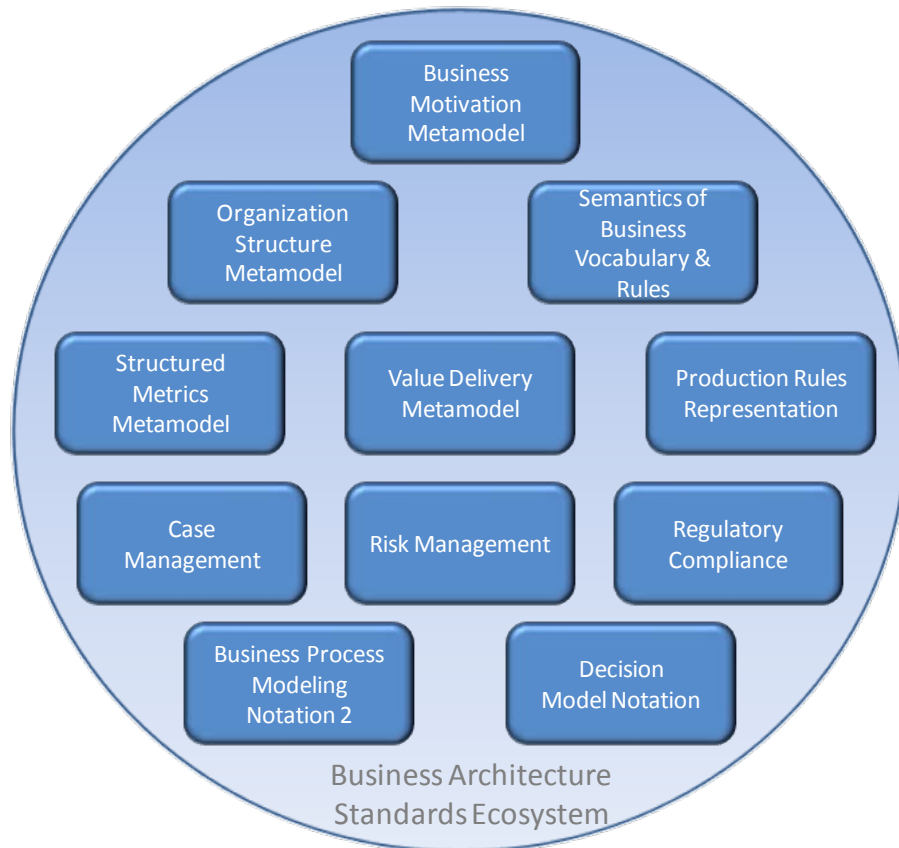 Business
Motivation
Metamodel
Organization
Structure
Metamodel
Semantics of
Business
Vocabulary &
Rules
Structured
Metrics
Metamodel
Value Delivery
Metamodel
Production Rules
Representation
Case
Management
Risk Management
Regulatory
Compliance
Business Process
Modeling
Notation 2
Decision
Model Notation
Business Architecture
Standards Ecosystem